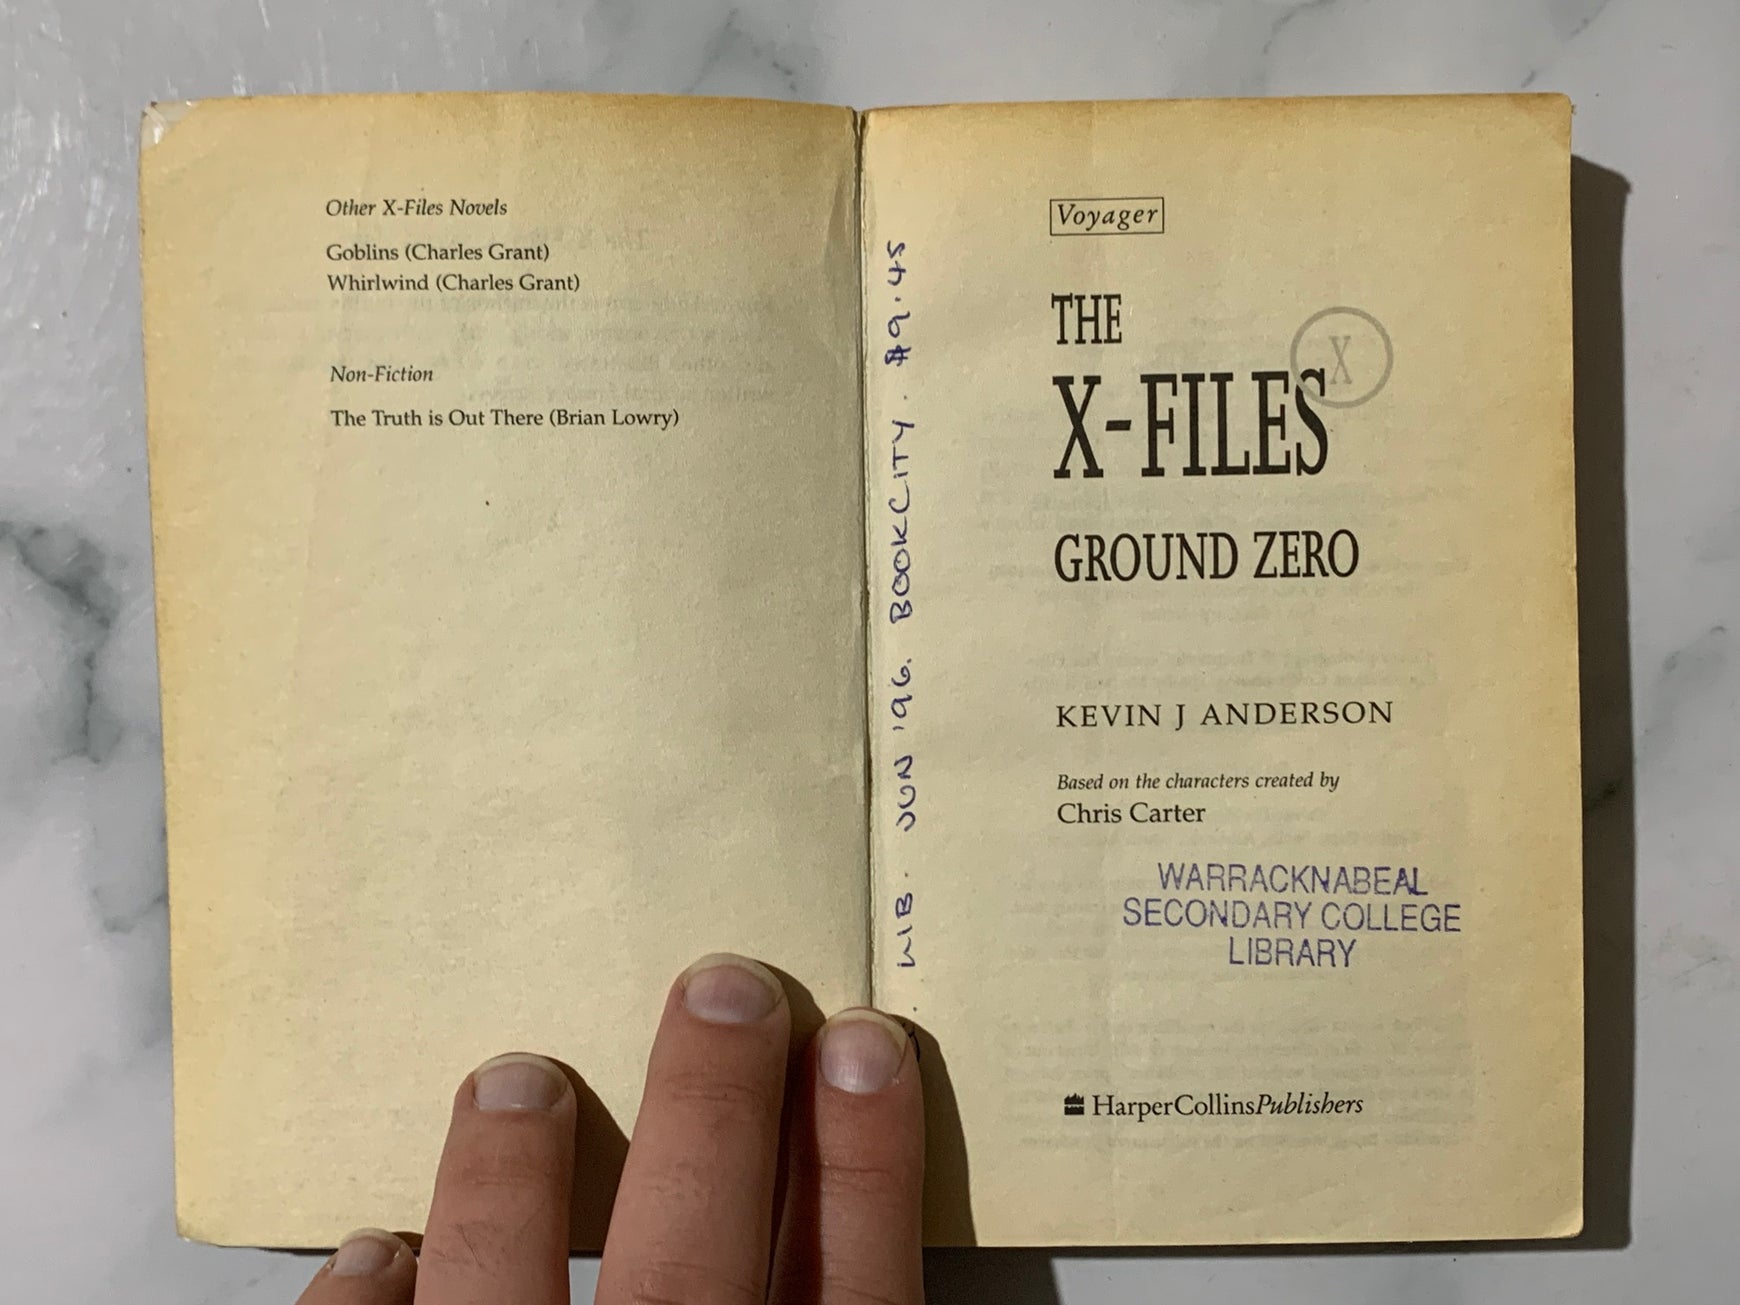 Other X-Files Novels
Goblins (Charles Grant)
Whirlwind (Charles Grant)
Non-Fiction
The Truth is Out There (Brian Lowry)
LIB. JUN '96. BOOKCITY. $9.45
Voyager
THE
X-FILES
X
GROUND ZERO
KEVIN J ANDERSON
Based on the characters created by
Chris Carter
WARRACKNABEAL
SECONDARY COLLEGE
LIBRARY
HarperCollinsPublishers